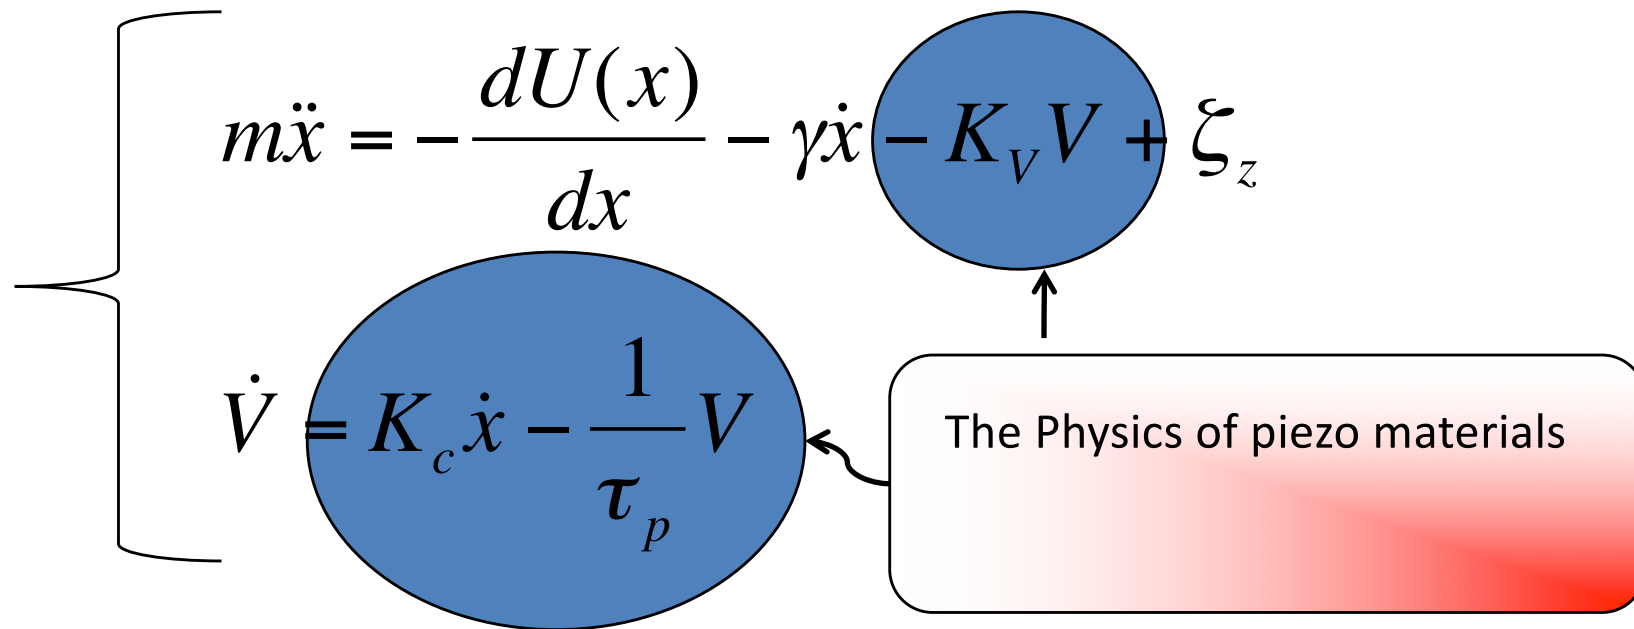 mẍ = − dU(x)/dx − γẋ − K_V V + ζ_z
V̇ = K_c ẋ − 1/τ_p V
The Physics of piezo materials